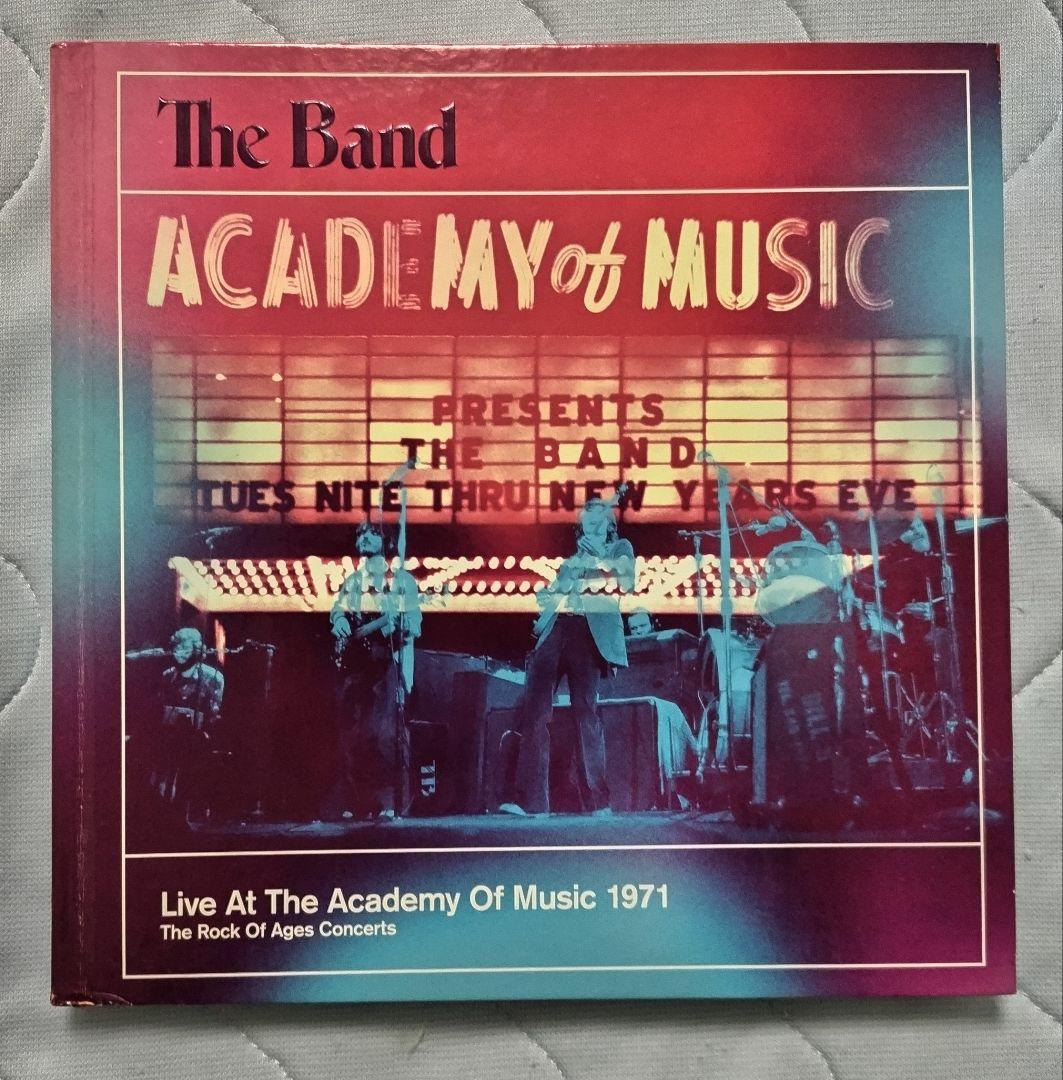 The Band
ACADEMY of MUSIC
PRESENTS
THE BAND
TUES NITE THRU NEW YEARS EVE
Live At The Academy Of Music 1971
The Rock Of Ages Concerts